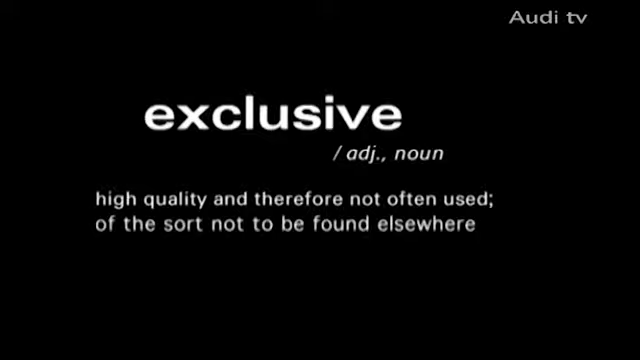 Audi tv
exclusive
/ adj., noun
high quality and therefore not often used;
of the sort not to be found elsewhere